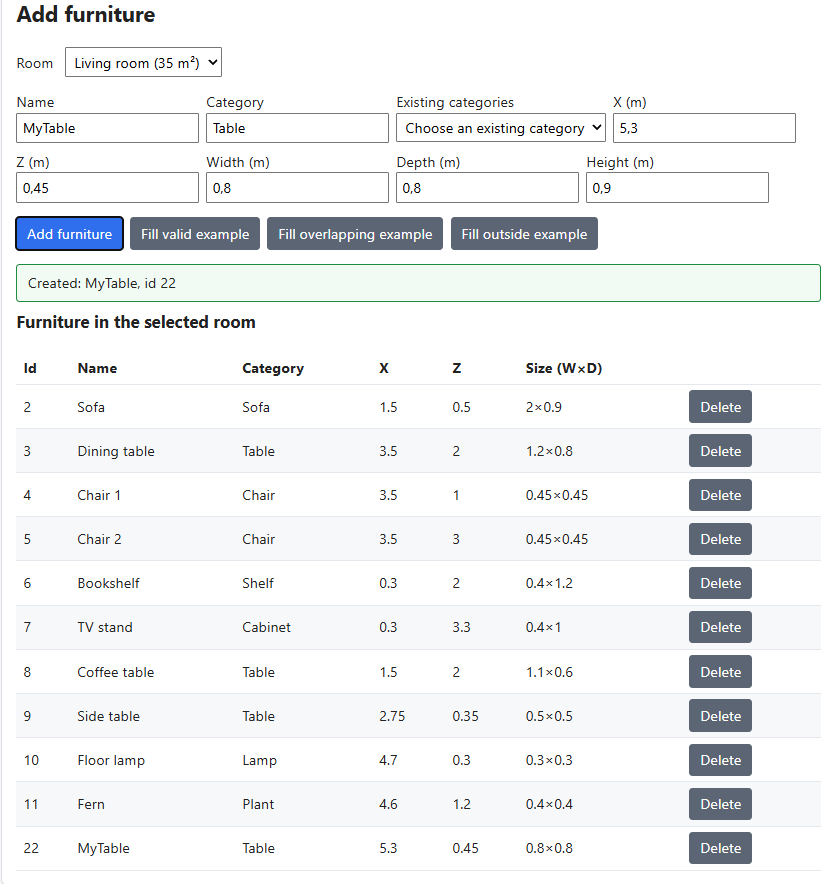 Add furniture
Room Living room (35 m²)
Name Category Existing categories X (m)
MyTable Table Choose an existing category 5,3
Z (m) Width (m) Depth (m) Height (m)
0,45 0,8 0,8 0,9
Add furniture Fill valid example Fill overlapping example Fill outside example
Created: MyTable, id 22
Furniture in the selected room
Id Name Category X Z Size (W×D)
2 Sofa Sofa 1.5 0.5 2×0.9 Delete
3 Dining table Table 3.5 2 1.2×0.8 Delete
4 Chair 1 Chair 3.5 1 0.45×0.45 Delete
5 Chair 2 Chair 3.5 3 0.45×0.45 Delete
6 Bookshelf Shelf 0.3 2 0.4×1.2 Delete
7 TV stand Cabinet 0.3 3.3 0.4×1 Delete
8 Coffee table Table 1.5 2 1.1×0.6 Delete
9 Side table Table 2.75 0.35 0.5×0.5 Delete
10 Floor lamp Lamp 4.7 0.3 0.3×0.3 Delete
11 Fern Plant 4.6 1.2 0.4×0.4 Delete
22 MyTable Table 5.3 0.45 0.8×0.8 Delete